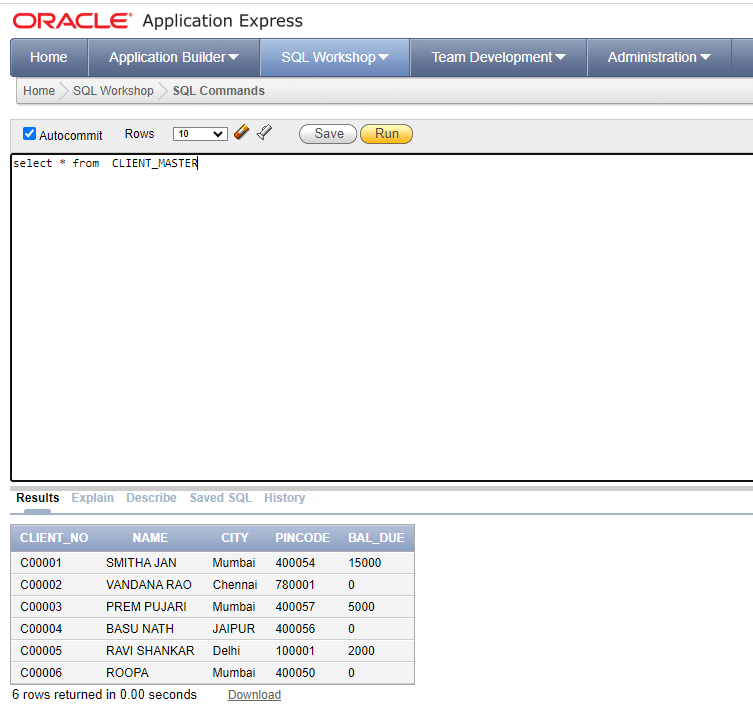 ORACLE® Application Express
Home Application Builder SQL Workshop Team Development Administration
Home SQL Workshop SQL Commands
Autocommit Rows 10 Save Run
select * from  CLIENT_MASTER
Results Explain Describe Saved SQL History
CLIENT_NO NAME CITY PINCODE BAL_DUE
C00001 SMITHA JAN Mumbai 400054 15000
C00002 VANDANA RAO Chennai 780001 0
C00003 PREM PUJARI Mumbai 400057 5000
C00004 BASU NATH JAIPUR 400056 0
C00005 RAVI SHANKAR Delhi 100001 2000
C00006 ROOPA Mumbai 400050 0
6 rows returned in 0.00 seconds Download